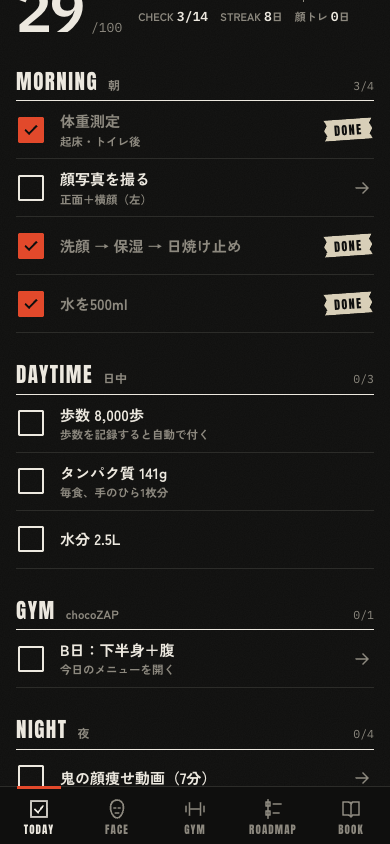 29 /100 CHECK 3/14 STREAK 8日 顔トレ 0日
MORNING 朝 3/4
体重測定 DONE
起床・トイレ後
顔写真を撮る →
正面＋横顔（左）
洗顔 → 保湿 → 日焼け止め DONE
水を500ml DONE
DAYTIME 日中 0/3
歩数 8,000歩
歩数を記録すると自動で付く
タンパク質 141g
毎食、手のひら1枚分
水分 2.5L
GYM chocoZAP 0/1
B日：下半身＋腹 →
今日のメニューを開く
NIGHT 夜 0/4
鬼の顔痩せ動画（7分） →
TODAY FACE GYM ROADMAP BOOK